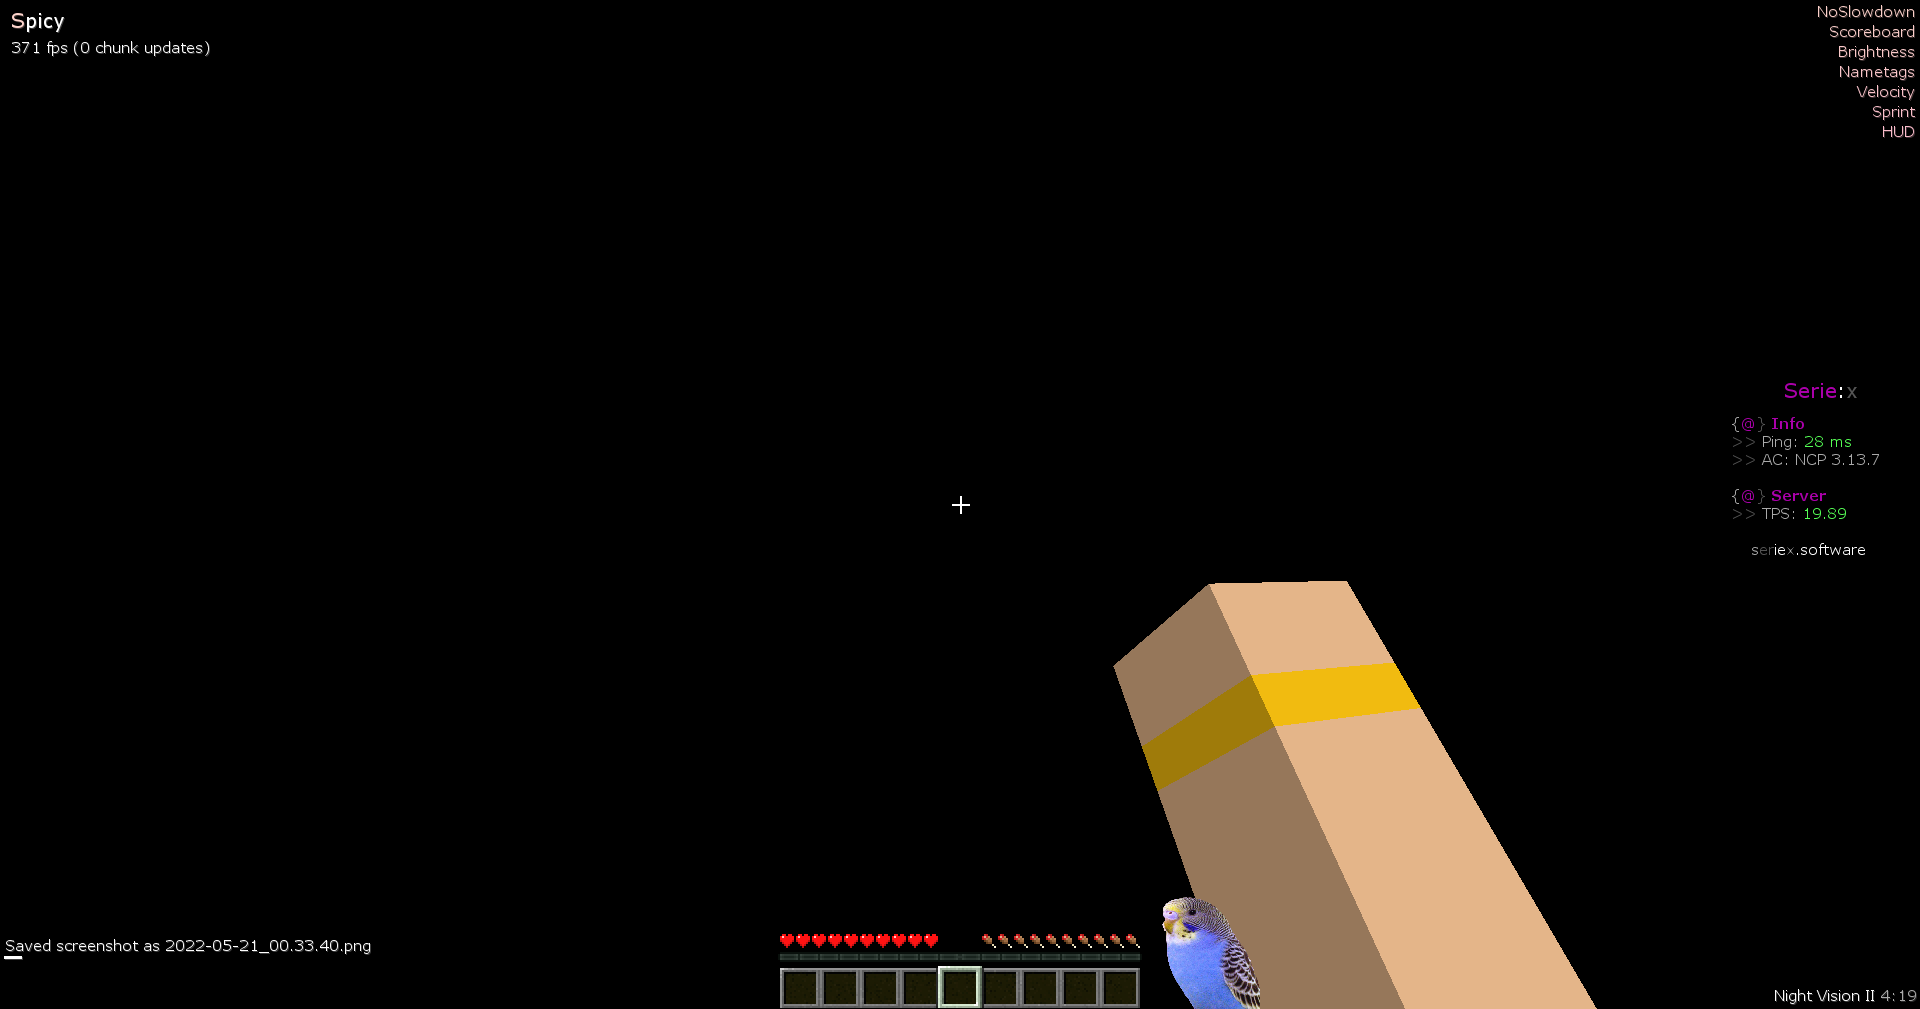 Spicy
371 fps (0 chunk updates)
NoSlowdown
Scoreboard
Brightness
Nametags
Velocity
Sprint
HUD
Serie:x
{@} Info
>> Ping: 28 ms
>> AC: NCP 3.13.7
{@} Server
>> TPS: 19.89
seriex.software
Saved screenshot as 2022-05-21_00.33.40.png
Night Vision II 4:19